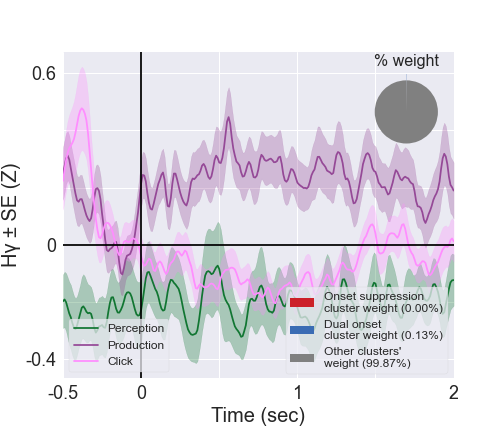 % weight
0.6
0
-0.4
Hγ ± SE (Z)
Perception
Production
Click
Onset suppression
cluster weight (0.00%)
Dual onset
cluster weight (0.13%)
Other clusters'
weight (99.87%)
-0.5
0
1
2
Time (sec)